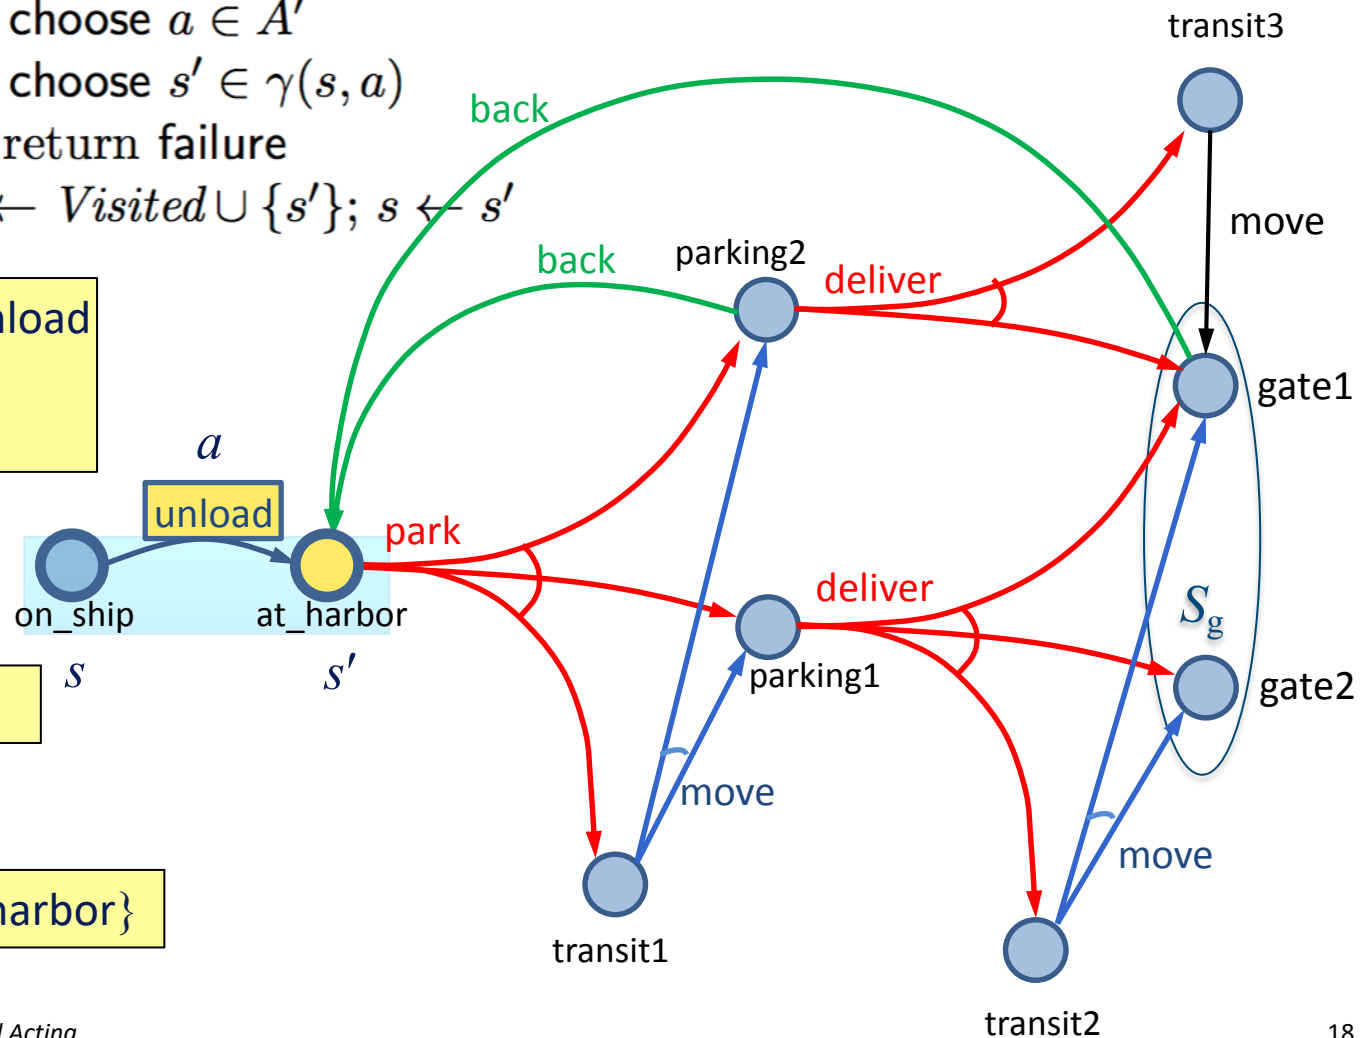 choose a ∈ A′
choose s′ ∈ γ(s, a)
return failure
← Visited ∪ {s′}; s ← s′
transit3
back
move
back
parking2
deliver
nload
gate1
a
unload
park
deliver
on_ship
at_harbor
S_g
s
s′
parking1
gate2
move
move
harbor}
transit1
transit2
d Acting
18